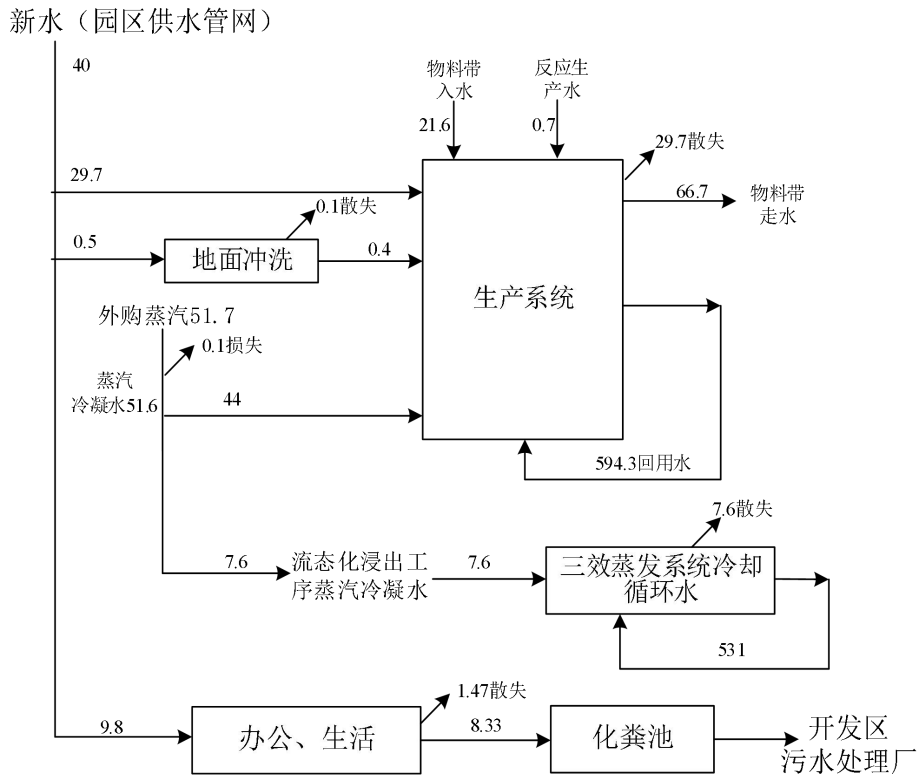 新水（园区供水管网）
40
物料带
入水
21.6
反应生
产水
0.7
29.7散失
29.7
66.7
物料带
走水
0.1散失
0.5
地面冲洗
0.4
生产系统
外购蒸汽51.7
0.1损失
蒸汽
冷凝水51.6
44
594.3回用水
7.6散失
7.6
流态化浸出工
序蒸汽冷凝水
7.6
三效蒸发系统冷却
循环水
531
1.47散失
9.8
办公、生活
8.33
化粪池
开发区
污水处理厂